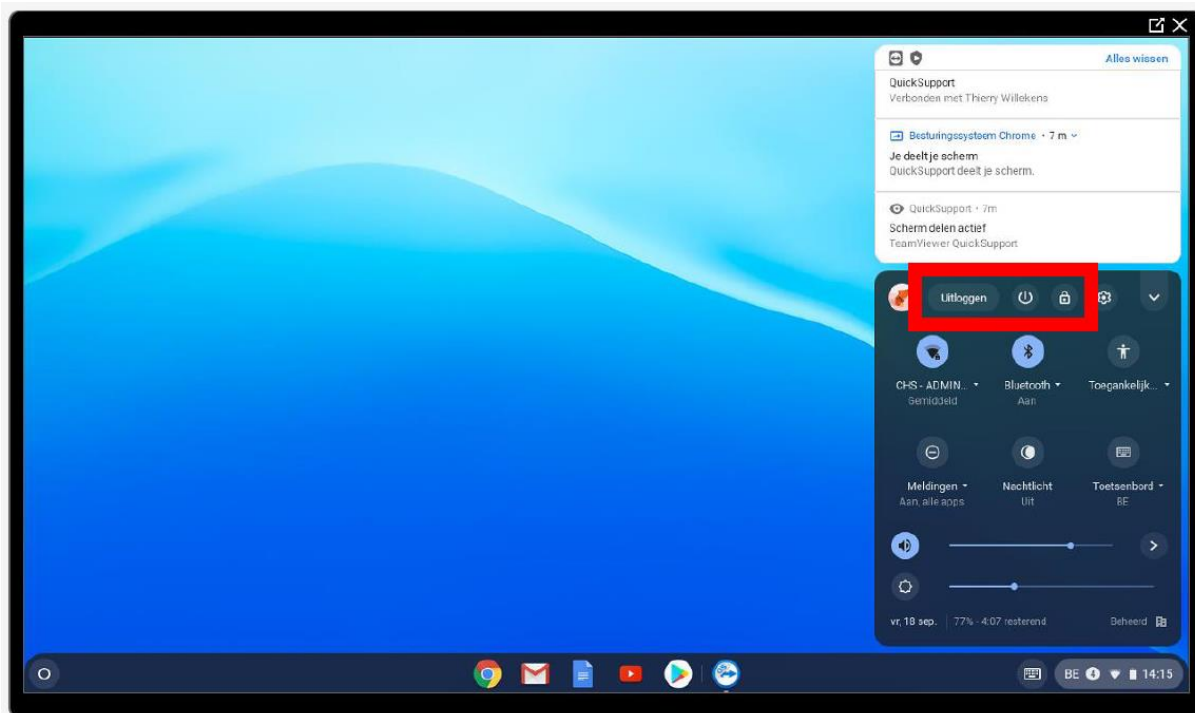 Alles wissen
QuickSupport
Verbonden met Thierry Willekens
Besturingssysteem Chrome · 7 m
Je deelt je scherm
QuickSupport deelt je scherm.
QuickSupport · 7m
Scherm delen actief
TeamViewer QuickSupport
Uitloggen
CHS - ADMIN... Bluetooth Toegankelijk...
Gemiddeld Aan
Meldingen Nachtlicht Toetsenbord
Aan, alle apps Uit BE
vr, 18 sep. 77% - 4:07 resterend Beheerd
BE 4 14:15